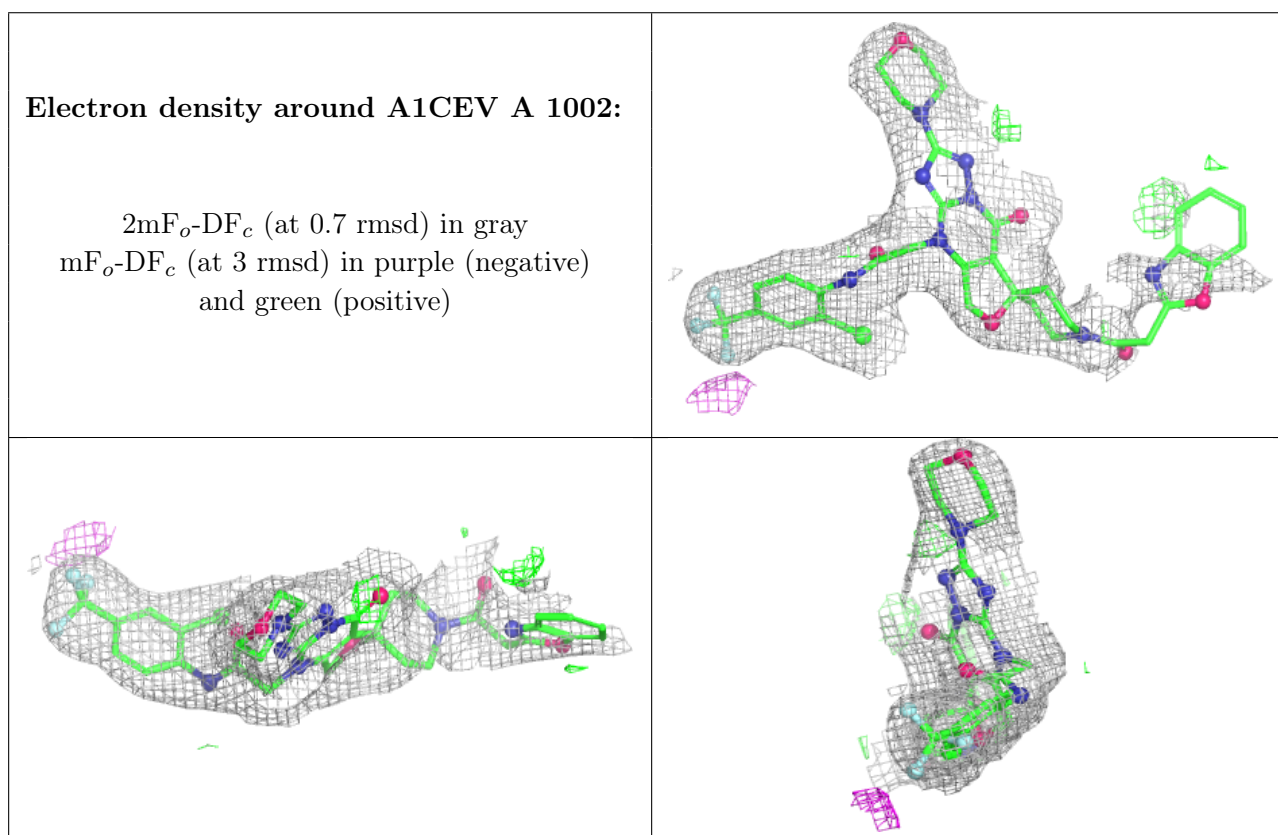 Electron density around A1CEV A 1002:
2mFo-DFc (at 0.7 rmsd) in gray
mFo-DFc (at 3 rmsd) in purple (negative)
and green (positive)